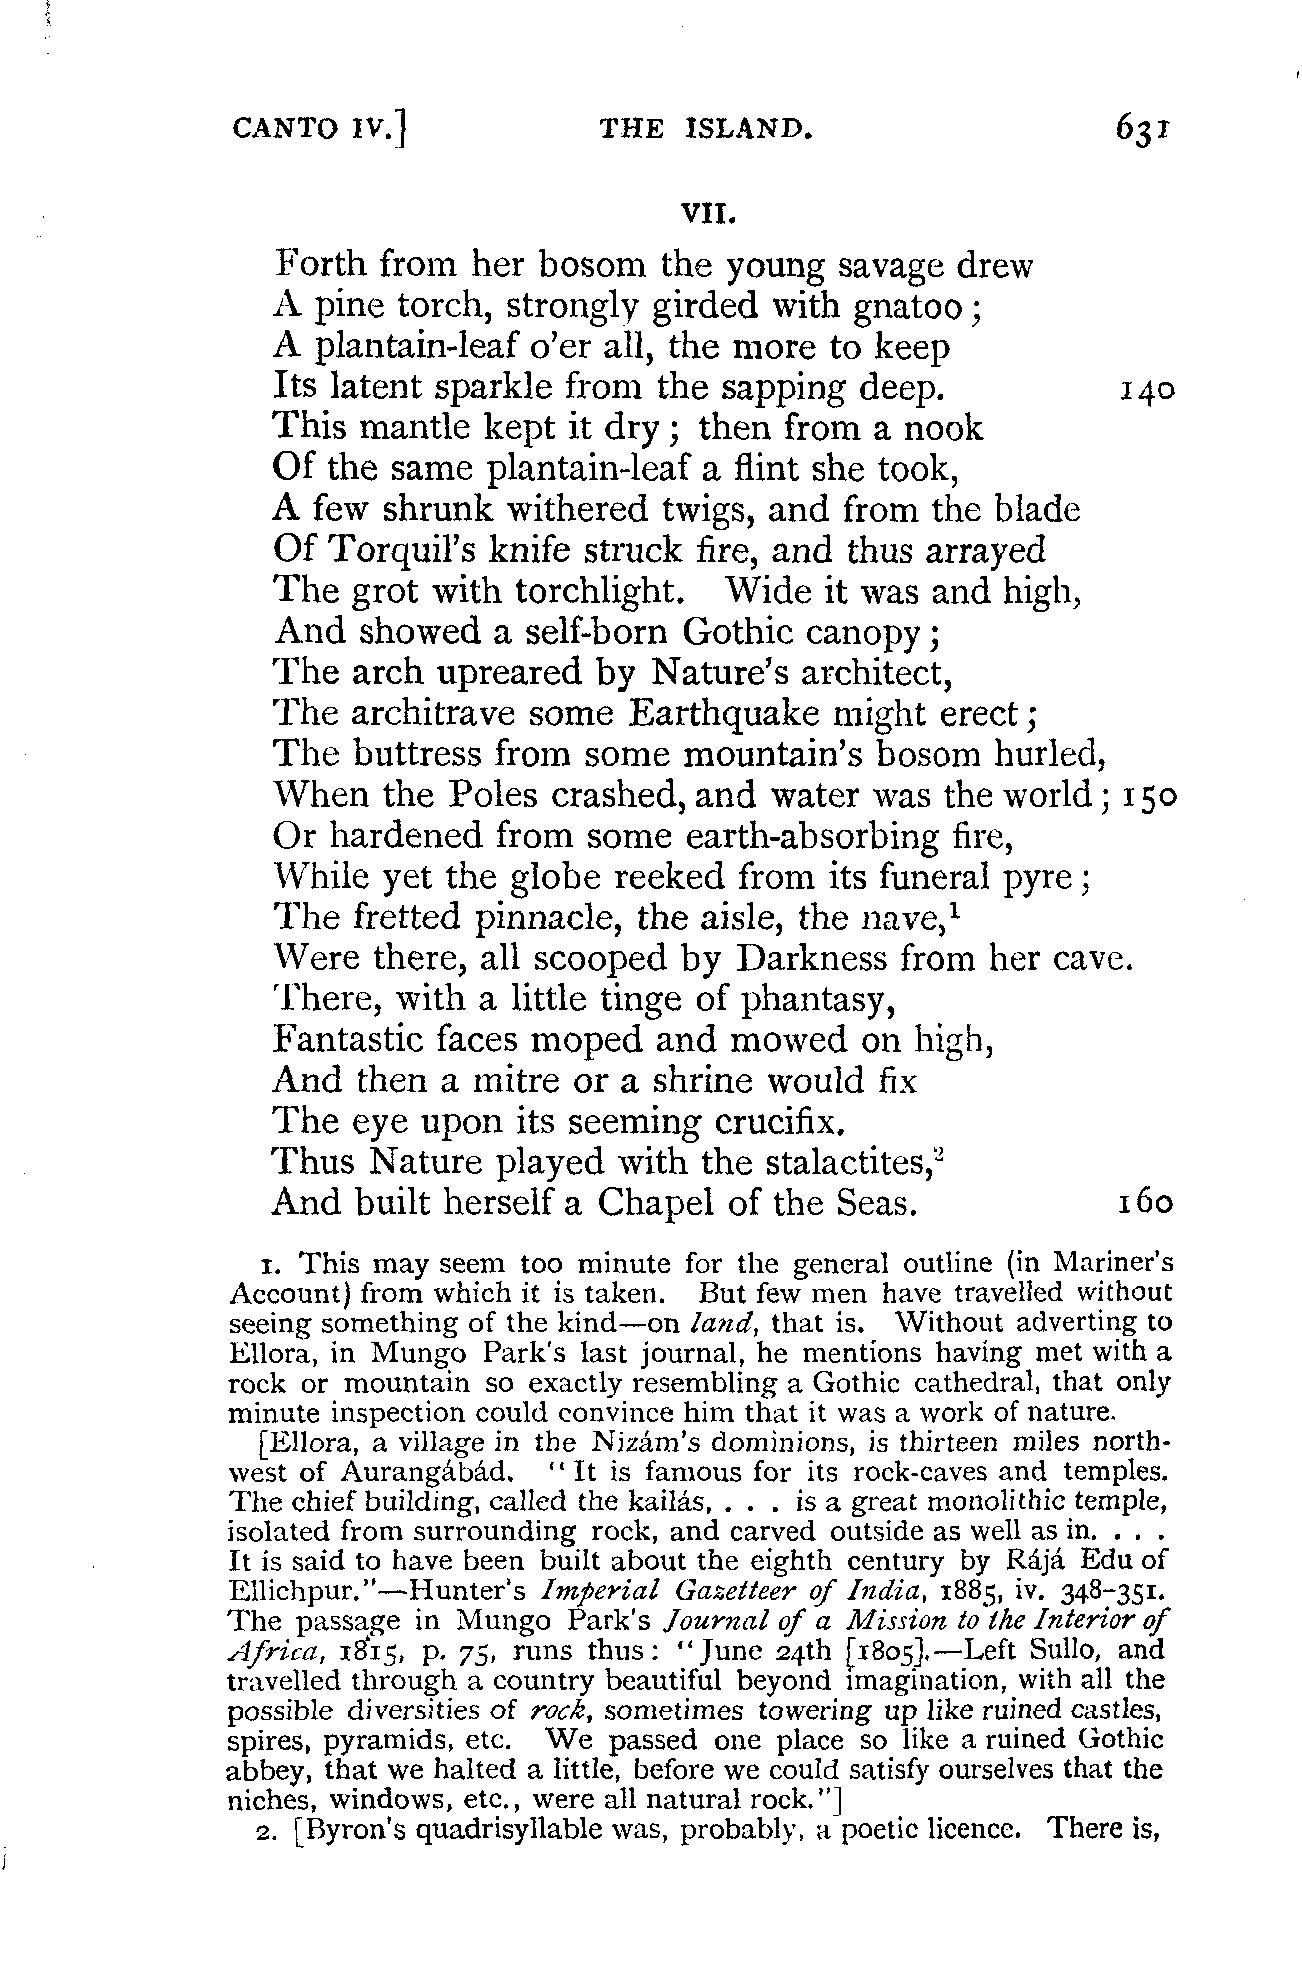 CANTO IV.] THE ISLAND. 631
VII.
Forth from her bosom the young savage drew
A pine torch, strongly girded with gnatoo;
A plantain-leaf o'er all, the more to keep
Its latent sparkle from the sapping deep. 140
This mantle kept it dry; then from a nook
Of the same plantain-leaf a flint she took,
A few shrunk withered twigs, and from the blade
Of Torquil's knife struck fire, and thus arrayed
The grot with torchlight. Wide it was and high,
And showed a self-born Gothic canopy;
The arch upreared by Nature's architect,
The architrave some Earthquake might erect;
The buttress from some mountain's bosom hurled,
When the Poles crashed, and water was the world; 150
Or hardened from some earth-absorbing fire,
While yet the globe reeked from its funeral pyre;
The fretted pinnacle, the aisle, the nave,¹
Were there, all scooped by Darkness from her cave.
There, with a little tinge of phantasy,
Fantastic faces moped and mowed on high,
And then a mitre or a shrine would fix
The eye upon its seeming crucifix.
Thus Nature played with the stalactites,²
And built herself a Chapel of the Seas. 160
1. This may seem too minute for the general outline (in Mariner's
Account) from which it is taken. But few men have travelled without
seeing something of the kind—on land, that is. Without adverting to
Ellora, in Mungo Park's last journal, he mentions having met with a
rock or mountain so exactly resembling a Gothic cathedral, that only
minute inspection could convince him that it was a work of nature.
[Ellora, a village in the Nizám's dominions, is thirteen miles north-
west of Aurangábád. "It is famous for its rock-caves and temples.
The chief building, called the kailás, . . . is a great monolithic temple,
isolated from surrounding rock, and carved outside as well as in. . . .
It is said to have been built about the eighth century by Rájá Edu of
Ellichpur."—Hunter's Imperial Gazetteer of India, 1885, iv. 348-351.
The passage in Mungo Park's Journal of a Mission to the Interior of
Africa, 1815, p. 75, runs thus: "June 24th [1805].—Left Sullo, and
travelled through a country beautiful beyond imagination, with all the
possible diversities of rock, sometimes towering up like ruined castles,
spires, pyramids, etc. We passed one place so like a ruined Gothic
abbey, that we halted a little, before we could satisfy ourselves that the
niches, windows, etc., were all natural rock."]
2. [Byron's quadrisyllable was, probably, a poetic licence. There is,